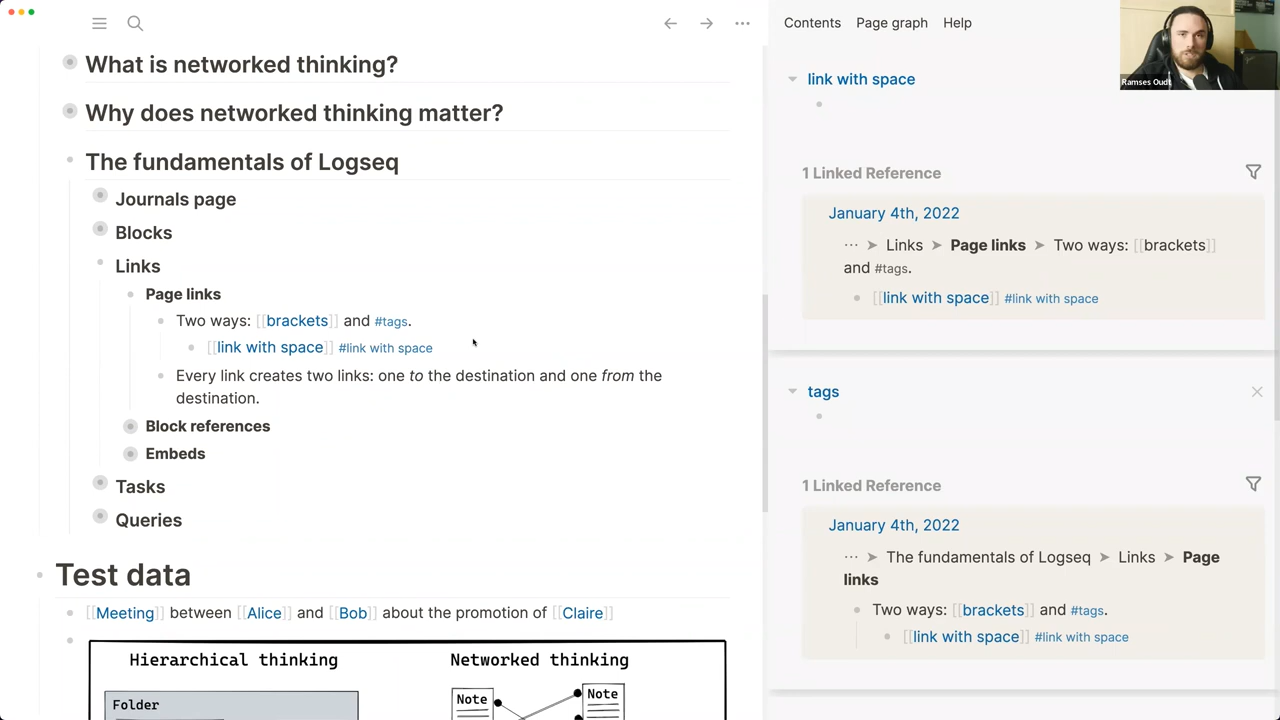 Contents Page graph Help
Ramses Oudt
What is networked thinking?
Why does networked thinking matter?
The fundamentals of Logseq
Journals page
Blocks
Links
Page links
Two ways: [[brackets]] and #tags.
[[link with space]] #link with space
Every link creates two links: one to the destination and one from the
destination.
Block references
Embeds
Tasks
Queries
Test data
[[Meeting]] between [[Alice]] and [[Bob]] about the promotion of [[Claire]]
Hierarchical thinking
Networked thinking
Folder
Note
Note
link with space
1 Linked Reference
January 4th, 2022
··· ➤ Links ➤ Page links ➤ Two ways: [[brackets]]
and #tags.
[[link with space]] #link with space
tags
1 Linked Reference
January 4th, 2022
··· ➤ The fundamentals of Logseq ➤ Links ➤ Page
links
Two ways: [[brackets]] and #tags.
[[link with space]] #link with space